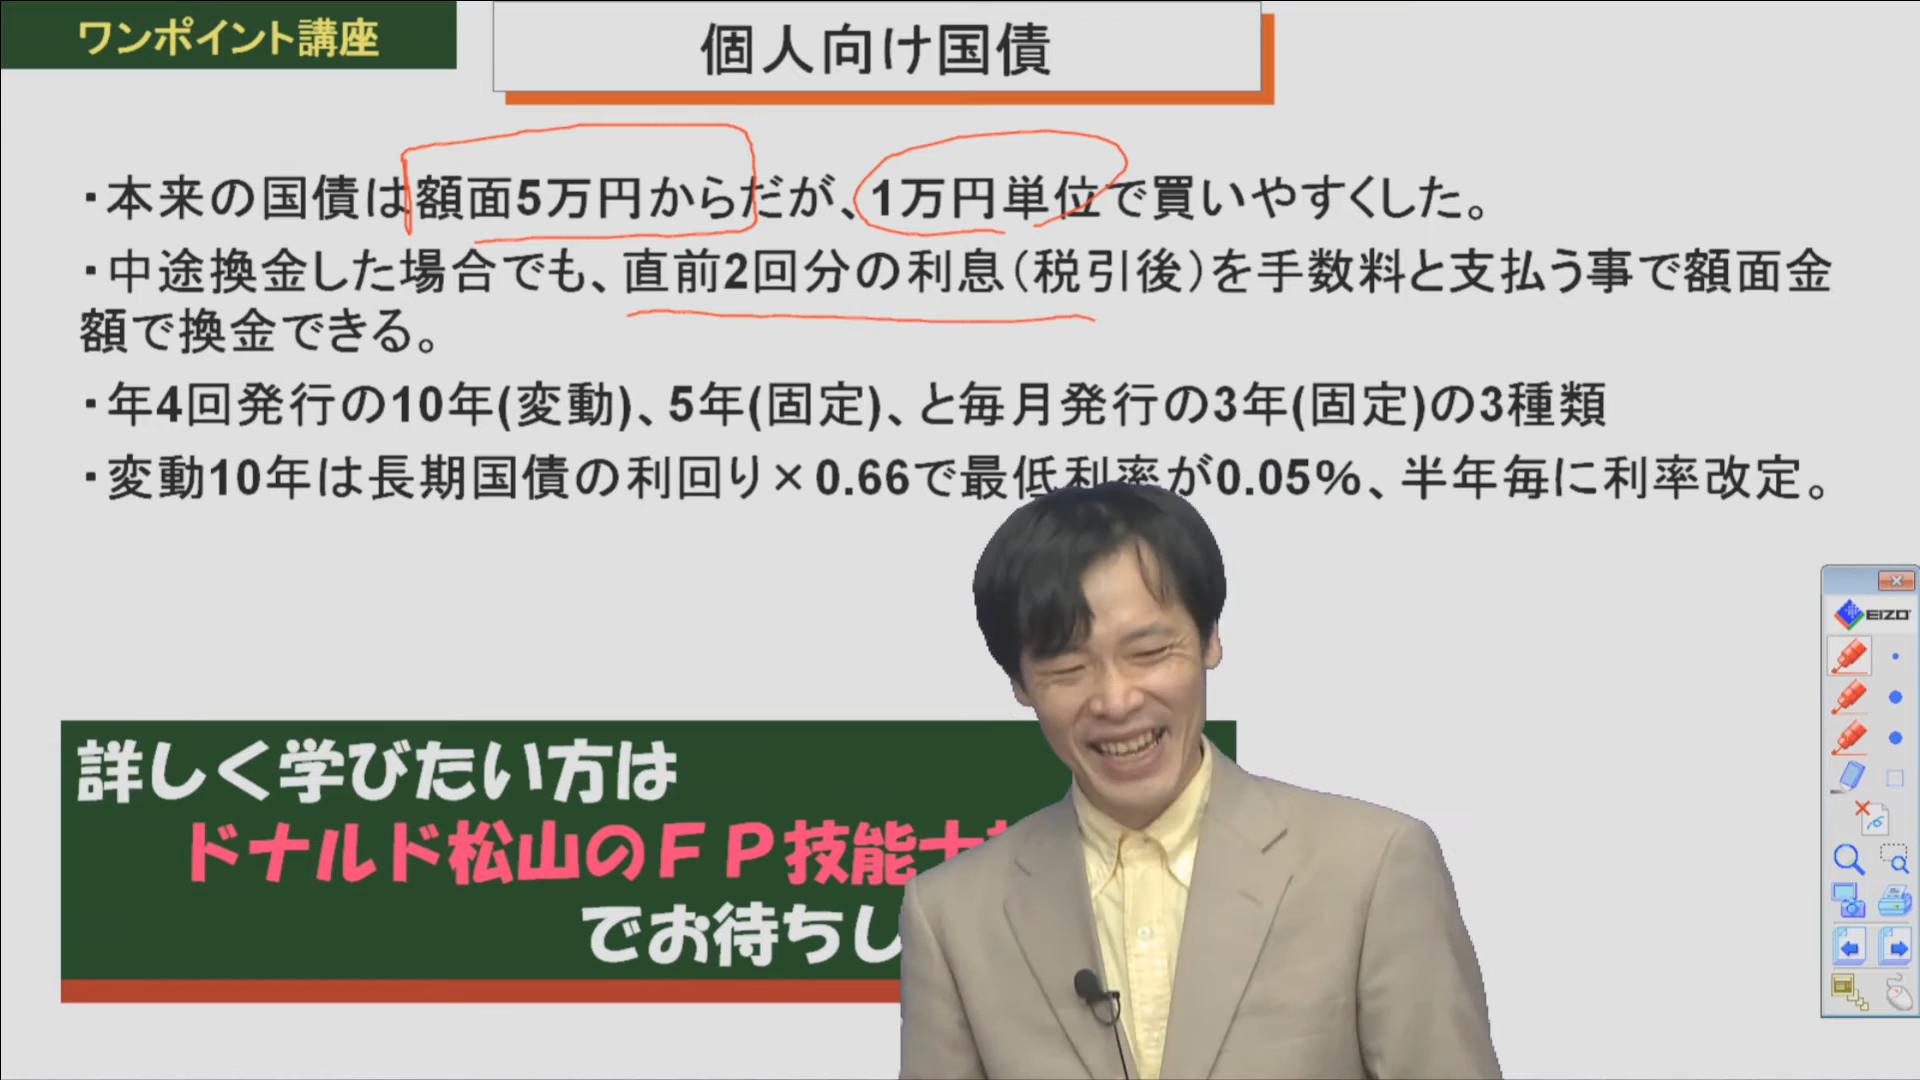 ワンポイント講座
個人向け国債
・本来の国債は額面5万円からだが、1万円単位で買いやすくした。
・中途換金した場合でも、直前2回分の利息(税引後)を手数料と支払う事で額面金
額で換金できる。
・年4回発行の10年(変動)、5年(固定)、と毎月発行の3年(固定)の3種類
・変動10年は長期国債の利回り×0.66で最低利率が0.05%、半年毎に利率改定。
EIZO
詳しく学びたい方は
ドナルド松山のFP技能士
でお待ちし